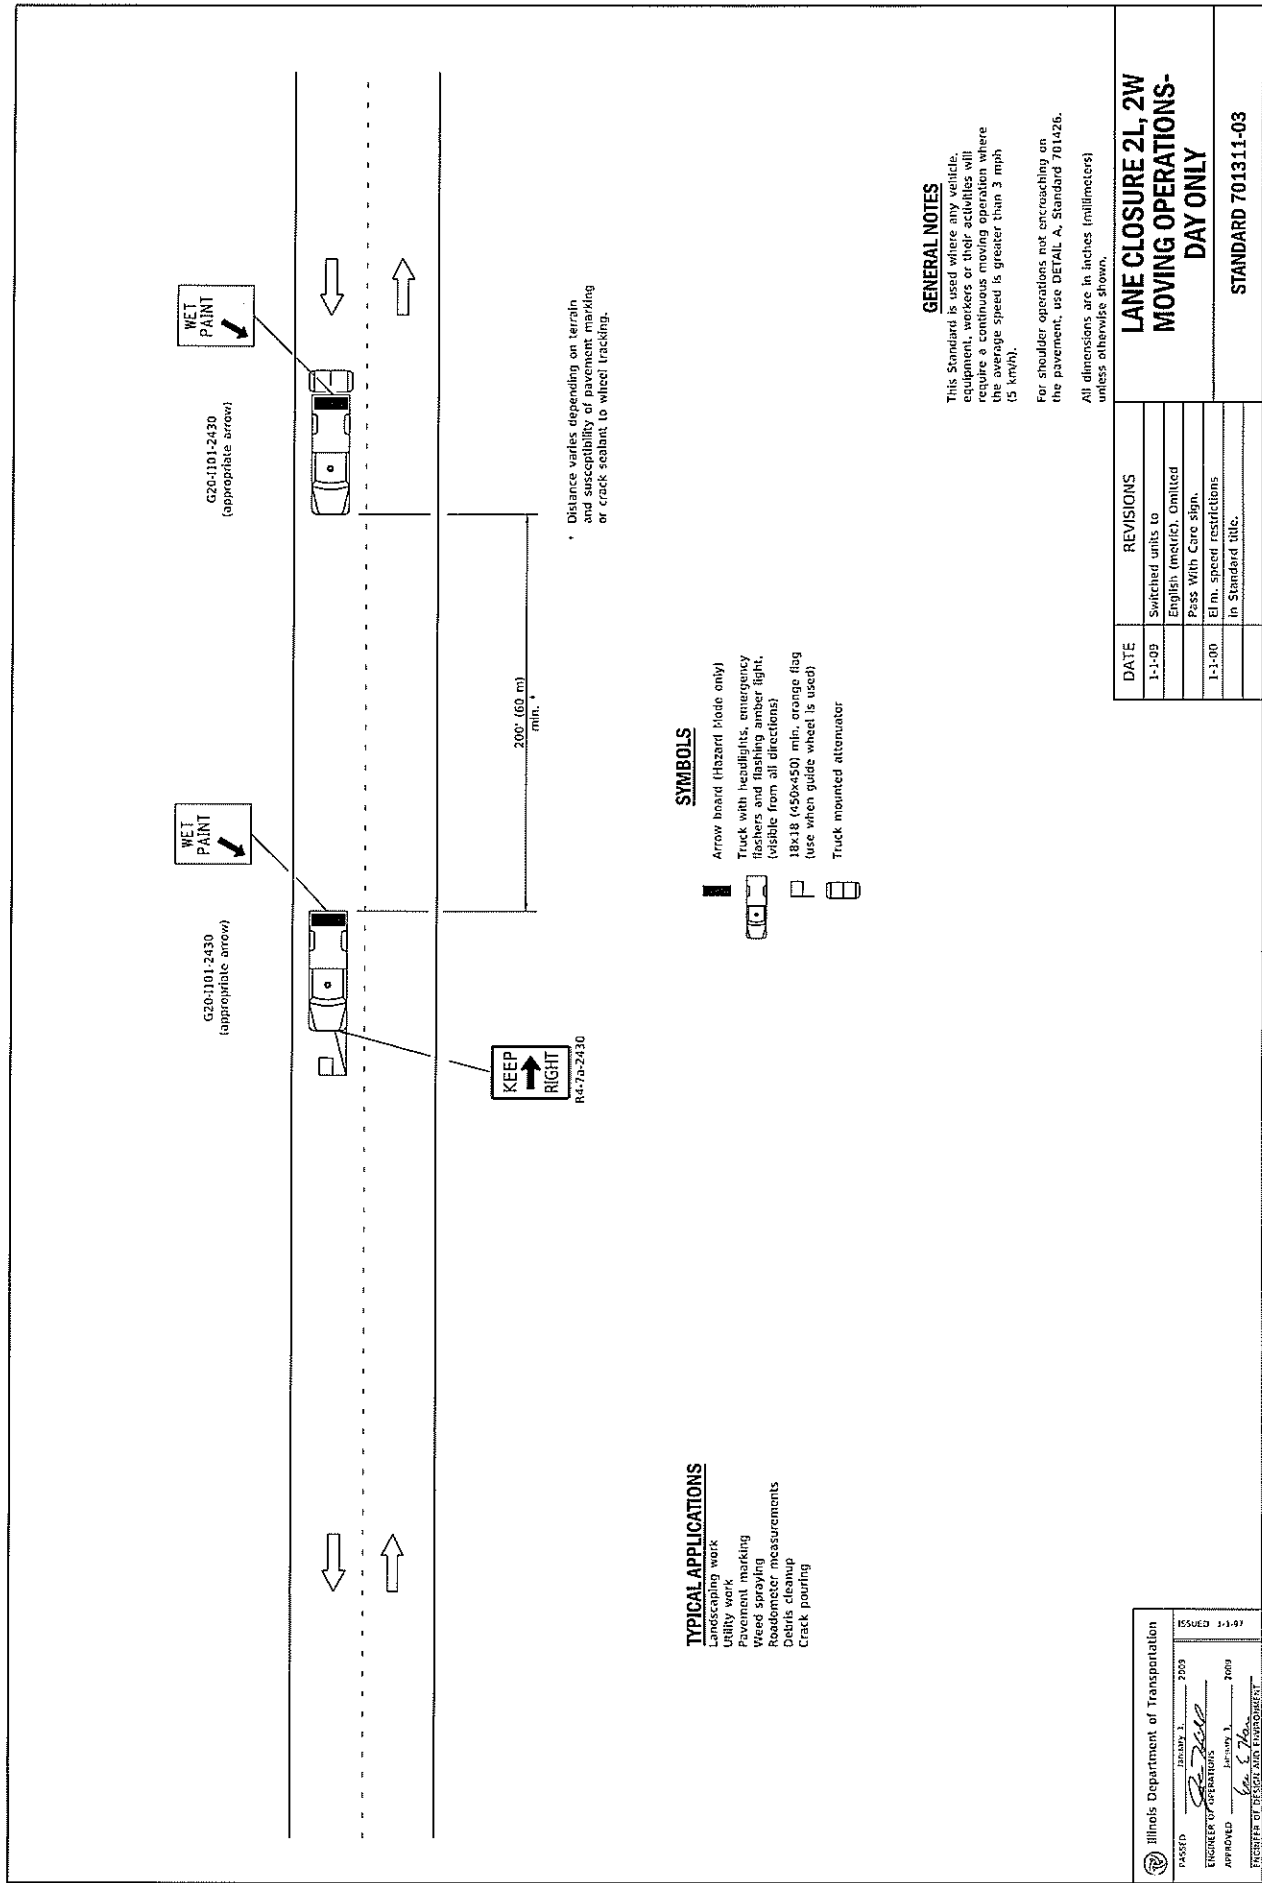 G20-I101-2430
(appropriate arrow)
WET
PAINT
G20-I101-2430
(appropriate arrow)
WET
PAINT
KEEP
RIGHT
R4-7a-2430
200' (60 m)
min. *
* Distance varies depending on terrain
and susceptibility of pavement marking
or crack sealant to wheel tracking.
TYPICAL APPLICATIONS
Landscaping work
Utility work
Pavement marking
Weed spraying
Roadometer measurements
Debris cleanup
Crack pouring
SYMBOLS
Arrow board (Hazard Mode only)
Truck with headlights, emergency
flashers and flashing amber light.
(visible from all directions)
18x18 (450x450) min. orange flag
(use when guide wheel is used)
Truck mounted attenuator
GENERAL NOTES
This Standard is used where any vehicle,
equipment, workers or their activities will
require a continuous moving operation where
the average speed is greater than 3 mph
(5 km/h).
For shoulder operations not encroaching on
the pavement, use DETAIL A, Standard 701426.
All dimensions are in inches (millimeters)
unless otherwise shown.
Illinois Department of Transportation
PASSED January 1, 2009
ENGINEER OF OPERATIONS
APPROVED January 1, 2009
ENGINEER OF DESIGN AND ENVIRONMENT
ISSUED 1-1-97
DATE REVISIONS
1-1-09 Switched units to
English (metric). Omitted
Pass With Care sign.
1-1-00 Elim. speed restrictions
in Standard title.
LANE CLOSURE 2L, 2W
MOVING OPERATIONS-
DAY ONLY
STANDARD 701311-03